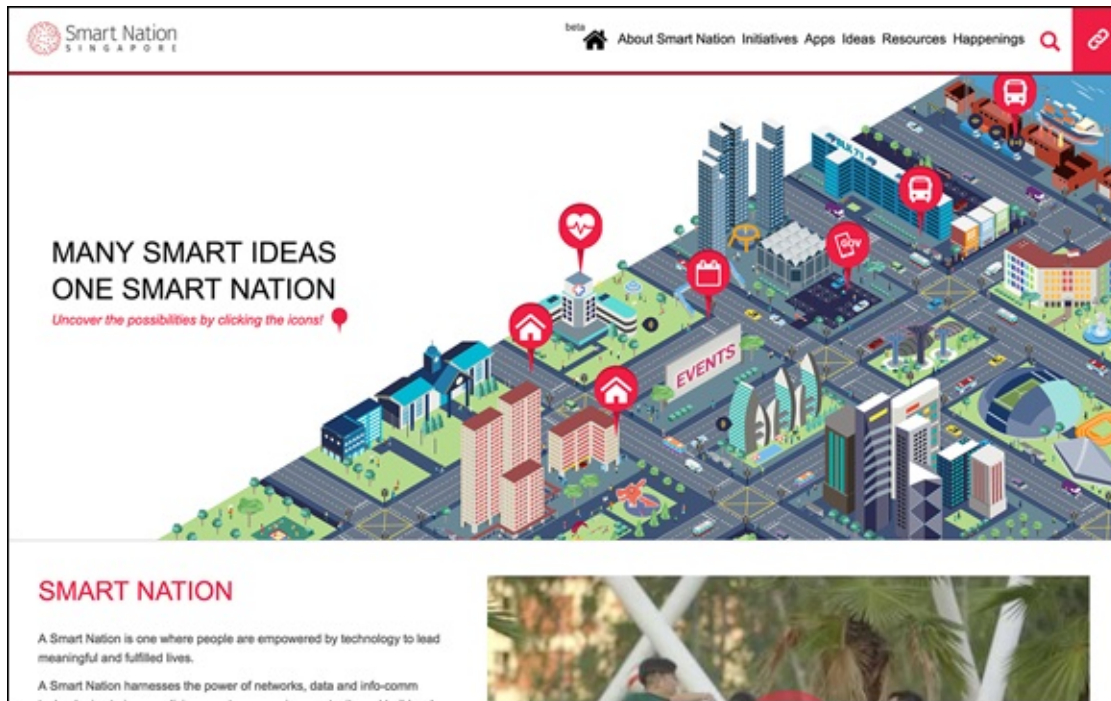 Smart Nation
SINGAPORE
beta
About Smart Nation Initiatives Apps Ideas Resources Happenings
BLK 71
GOV
MANY SMART IDEAS
ONE SMART NATION
Uncover the possibilities by clicking the icons!
EVENTS
SMART NATION
A Smart Nation is one where people are empowered by technology to lead
meaningful and fulfilled lives.
A Smart Nation harnesses the power of networks, data and info-comm